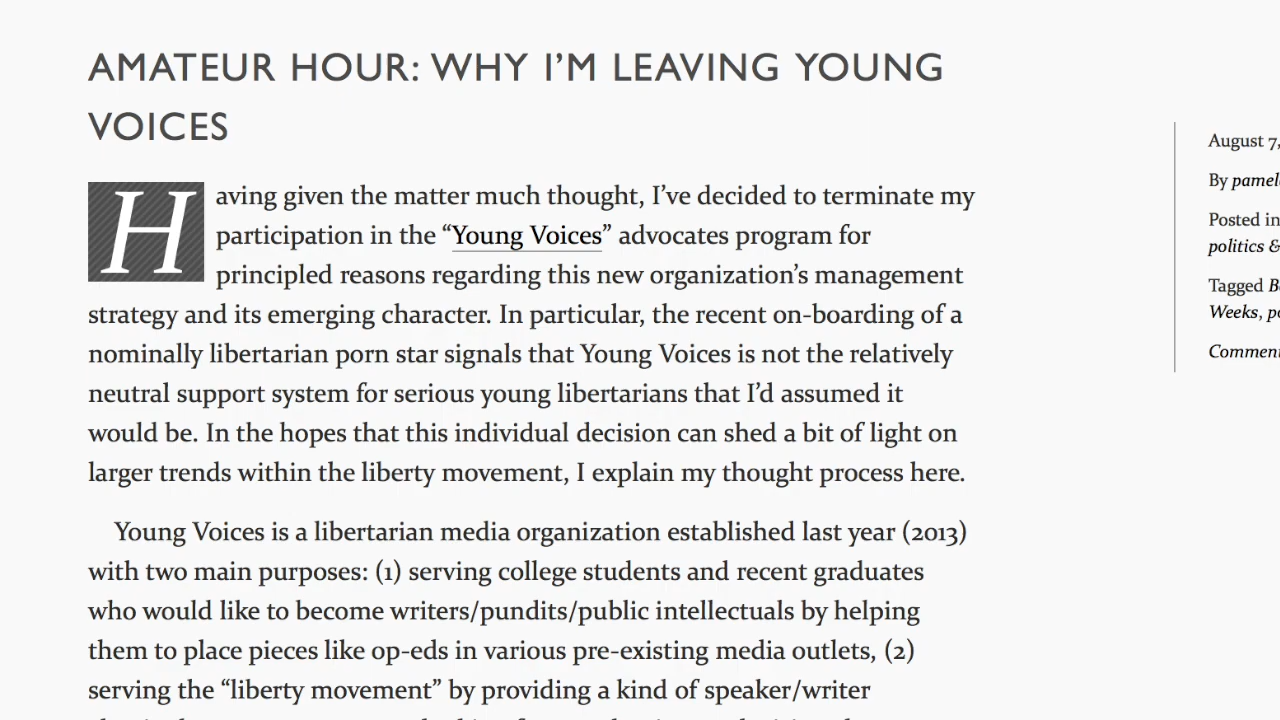 AMATEUR HOUR: WHY I’M LEAVING YOUNG
VOICES
Having given the matter much thought, I’ve decided to terminate my
participation in the “Young Voices” advocates program for
principled reasons regarding this new organization’s management
strategy and its emerging character. In particular, the recent on-boarding of a
nominally libertarian porn star signals that Young Voices is not the relatively
neutral support system for serious young libertarians that I’d assumed it
would be. In the hopes that this individual decision can shed a bit of light on
larger trends within the liberty movement, I explain my thought process here.
Young Voices is a libertarian media organization established last year (2013)
with two main purposes: (1) serving college students and recent graduates
who would like to become writers/pundits/public intellectuals by helping
them to place pieces like op-eds in various pre-existing media outlets, (2)
serving the “liberty movement” by providing a kind of speaker/writer
August 7,
By
Posted in
politics &
Tagged
Weeks,